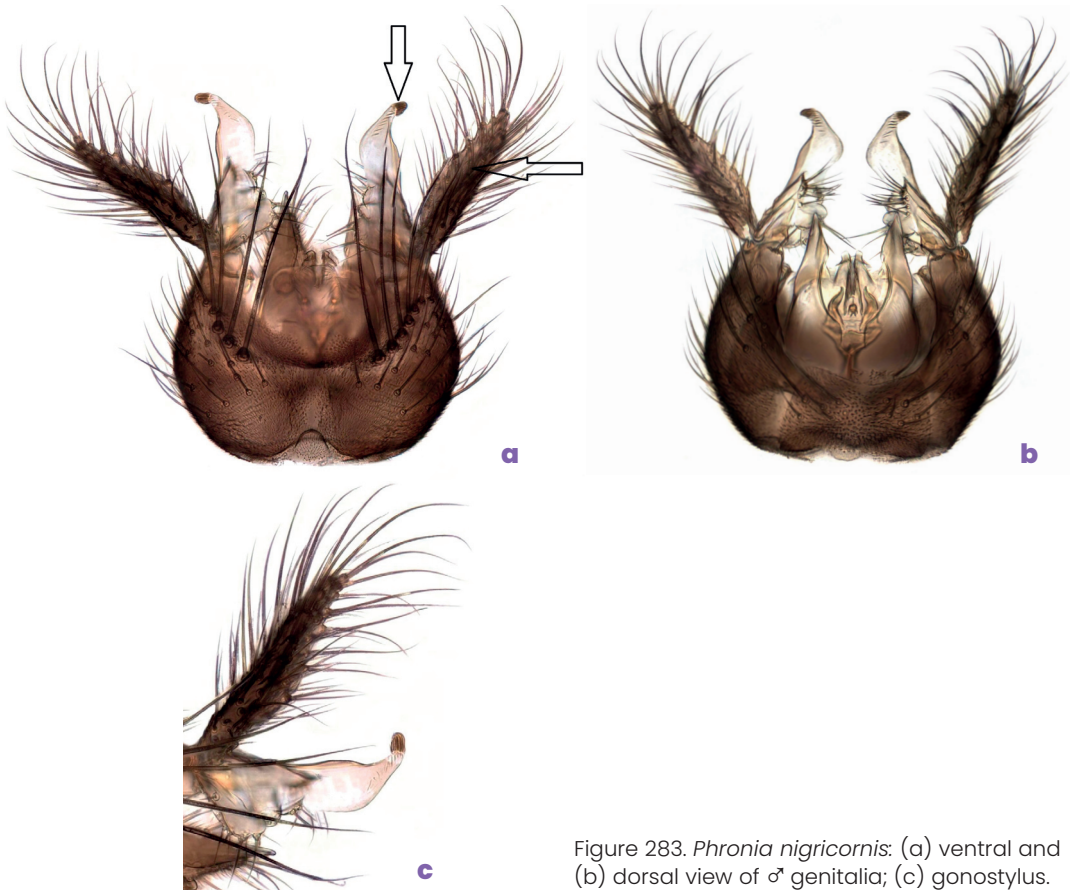 a
b
c
Figure 283. Phronia nigricornis: (a) ventral and
(b) dorsal view of ♂ genitalia; (c) gonostylus.